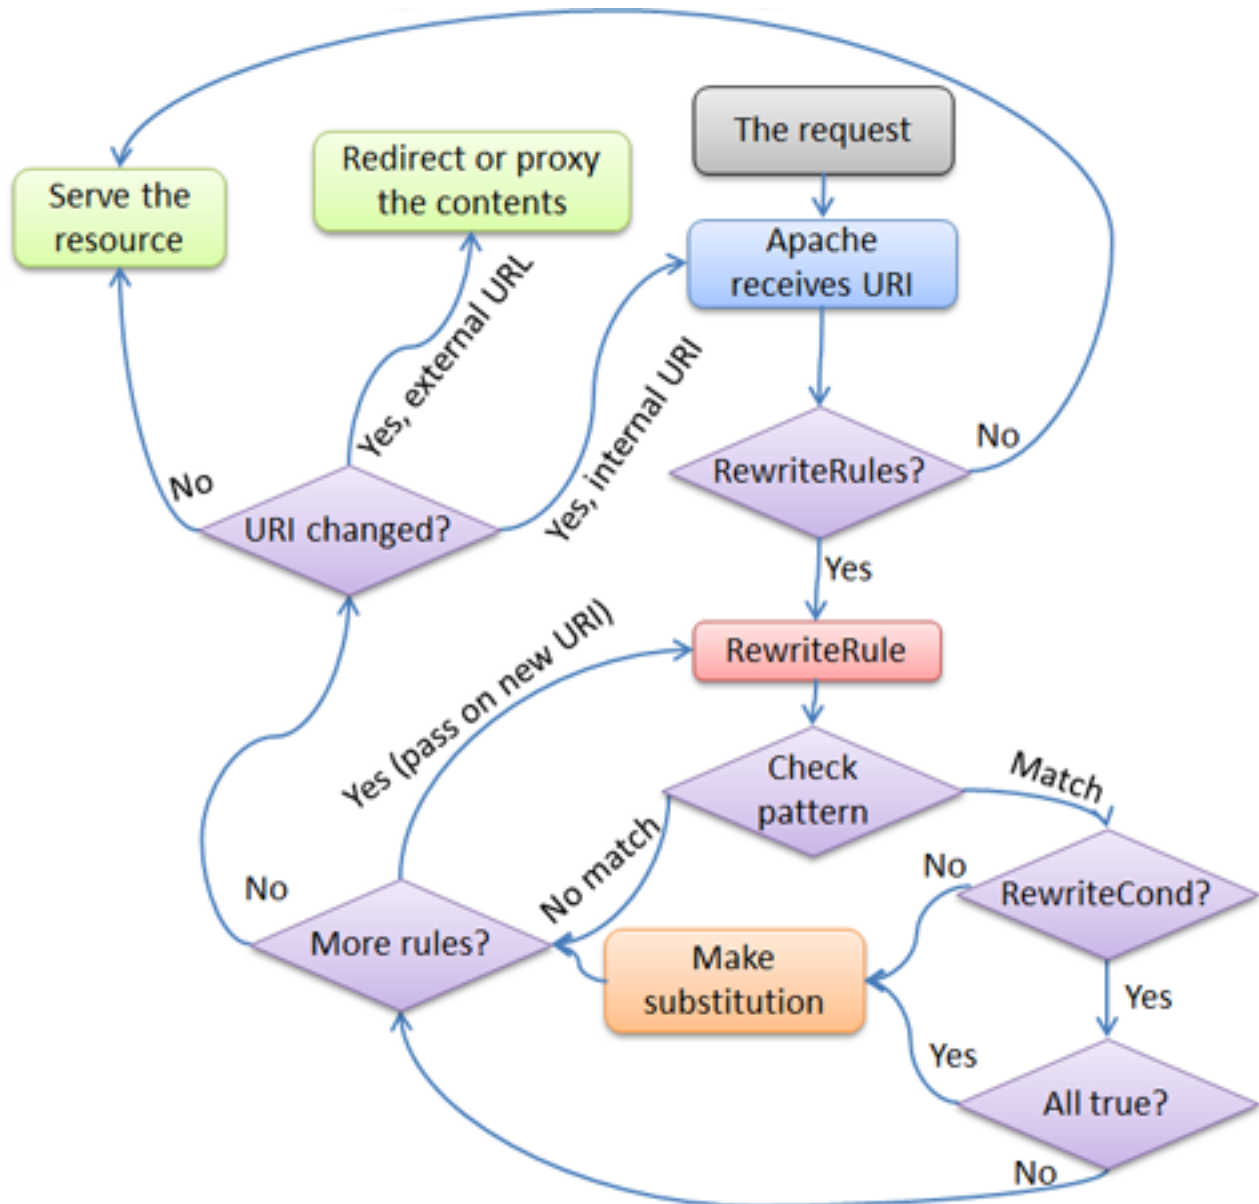 The request
Redirect or proxy
the contents
Serve the
resource
Apache
receives URI
Yes, external URL
Yes, internal URI
No
RewriteRules?
No
URI changed?
Yes
Yes (pass on new URI)
RewriteRule
Check
pattern
Match
No match
No
RewriteCond?
No
More rules?
Make
substitution
Yes
Yes
All true?
No